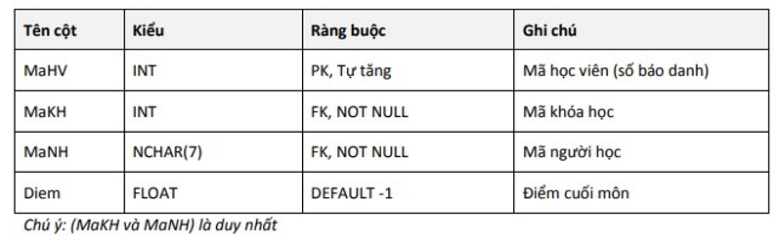 Tên cột Kiểu Ràng buộc Ghi chú
MaHV INT PK, Tự tăng Mã học viên (số báo danh)
MaKH INT FK, NOT NULL Mã khóa học
MaNH NCHAR(7) FK, NOT NULL Mã người học
Diem FLOAT DEFAULT -1 Điểm cuối môn
Chú ý: (MaKH và MaNH) là duy nhất